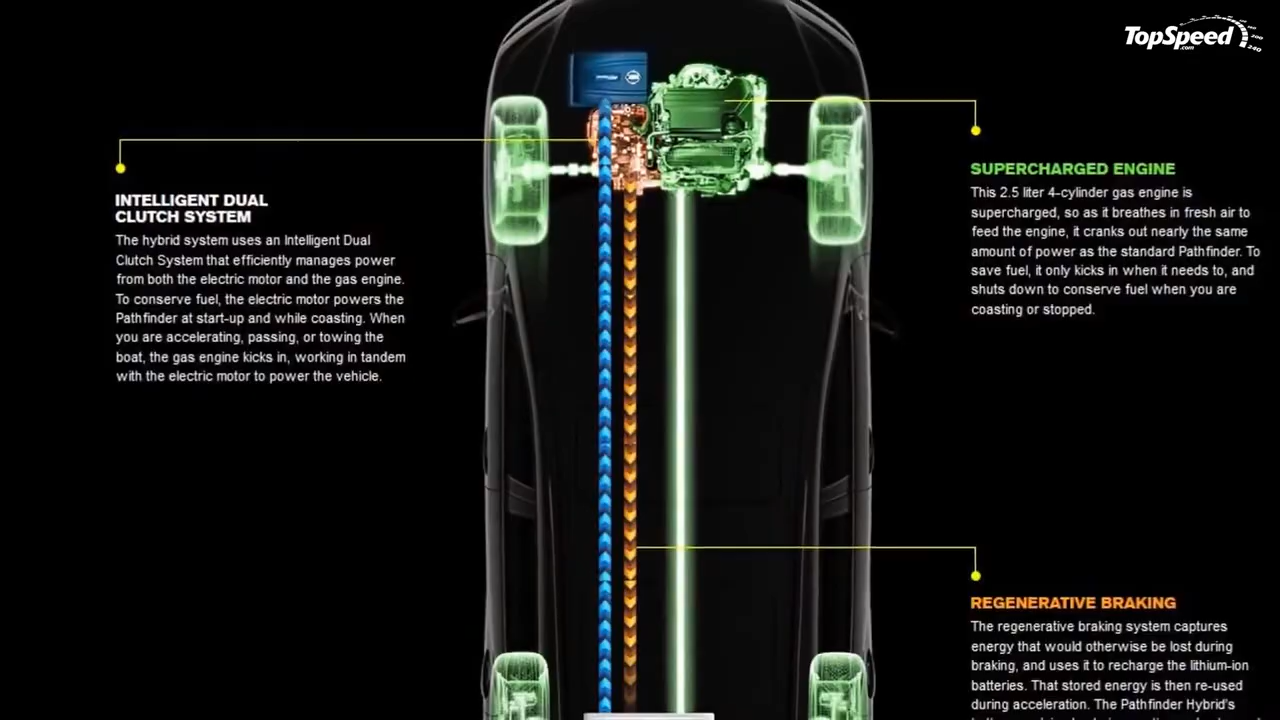 TopSpeed
.com
INTELLIGENT DUAL
CLUTCH SYSTEM
The hybrid system uses an Intelligent Dual
Clutch System that efficiently manages power
from both the electric motor and the gas engine.
To conserve fuel, the electric motor powers the
Pathfinder at start-up and while coasting. When
you are accelerating, passing, or towing the
boat, the gas engine kicks in, working in tandem
with the electric motor to power the vehicle.
SUPERCHARGED ENGINE
This 2.5 liter 4-cylinder gas engine is
supercharged, so as it breathes in fresh air to
feed the engine, it cranks out nearly the same
amount of power as the standard Pathfinder. To
save fuel, it only kicks in when it needs to, and
shuts down to conserve fuel when you are
coasting or stopped.
REGENERATIVE BRAKING
The regenerative braking system captures
energy that would otherwise be lost during
braking, and uses it to recharge the lithium-ion
batteries. That stored energy is then re-used
during acceleration. The Pathfinder Hybrid's